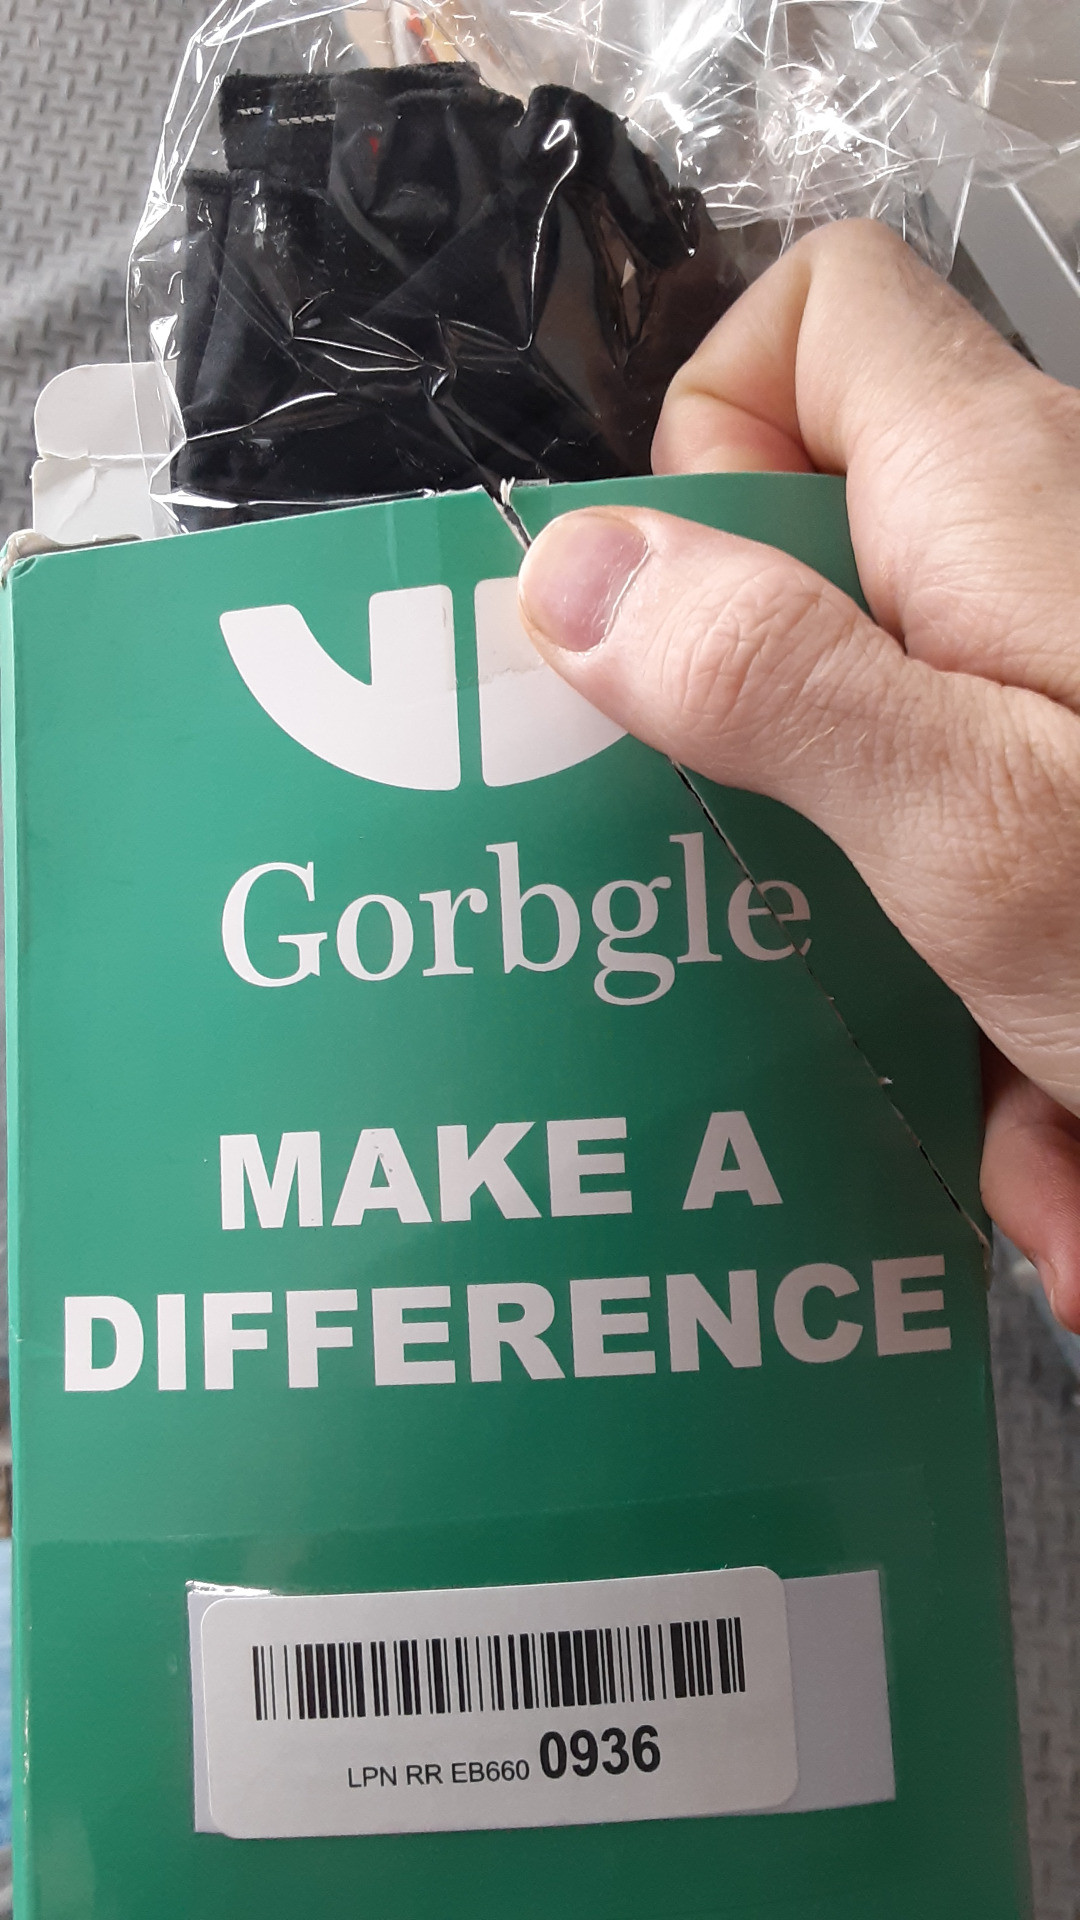 Gorbgle
MAKE A
DIFFERENCE
LPN RR EB660 0936